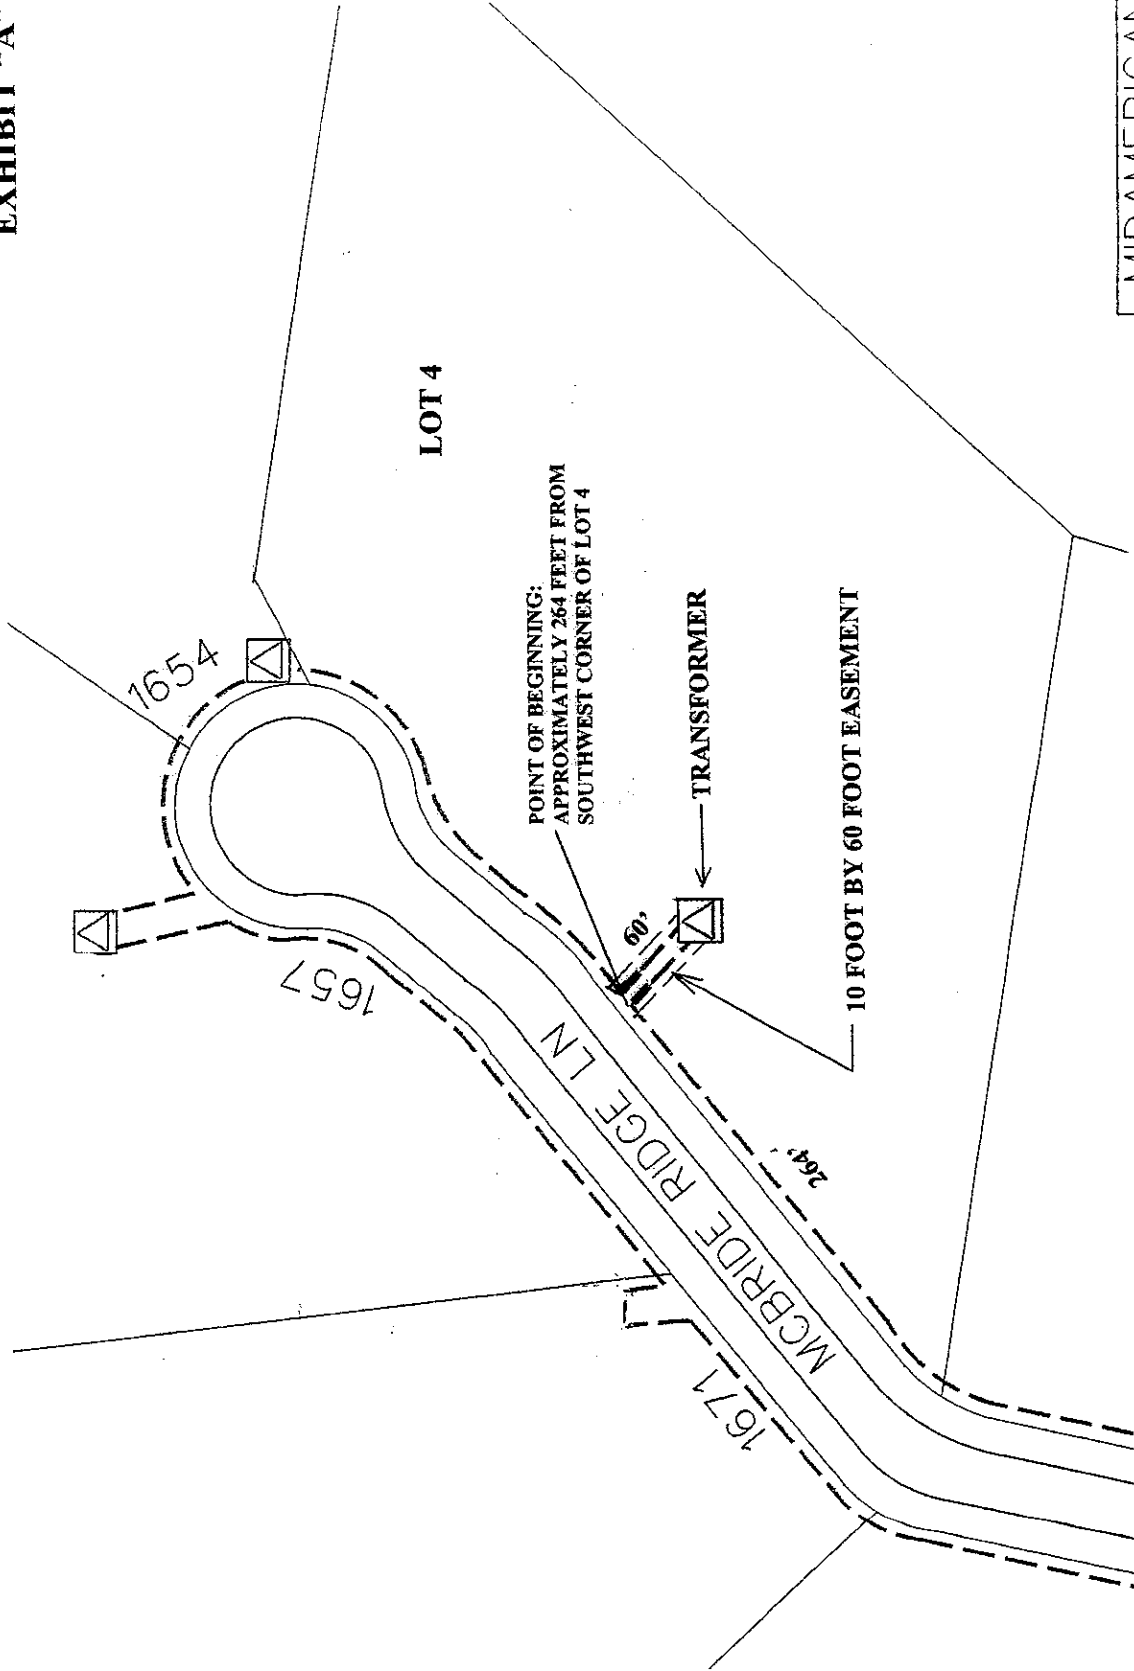 EXHIBIT "A"
1654
LOT 4
POINT OF BEGINNING:
APPROXIMATELY 264 FEET FROM
SOUTHWEST CORNER OF LOT 4
TRANSFORMER
60'
10 FOOT BY 60 FOOT EASEMENT
1657
MCBRIDE RIDGE LN
264'
1671
MIDAMERICAN